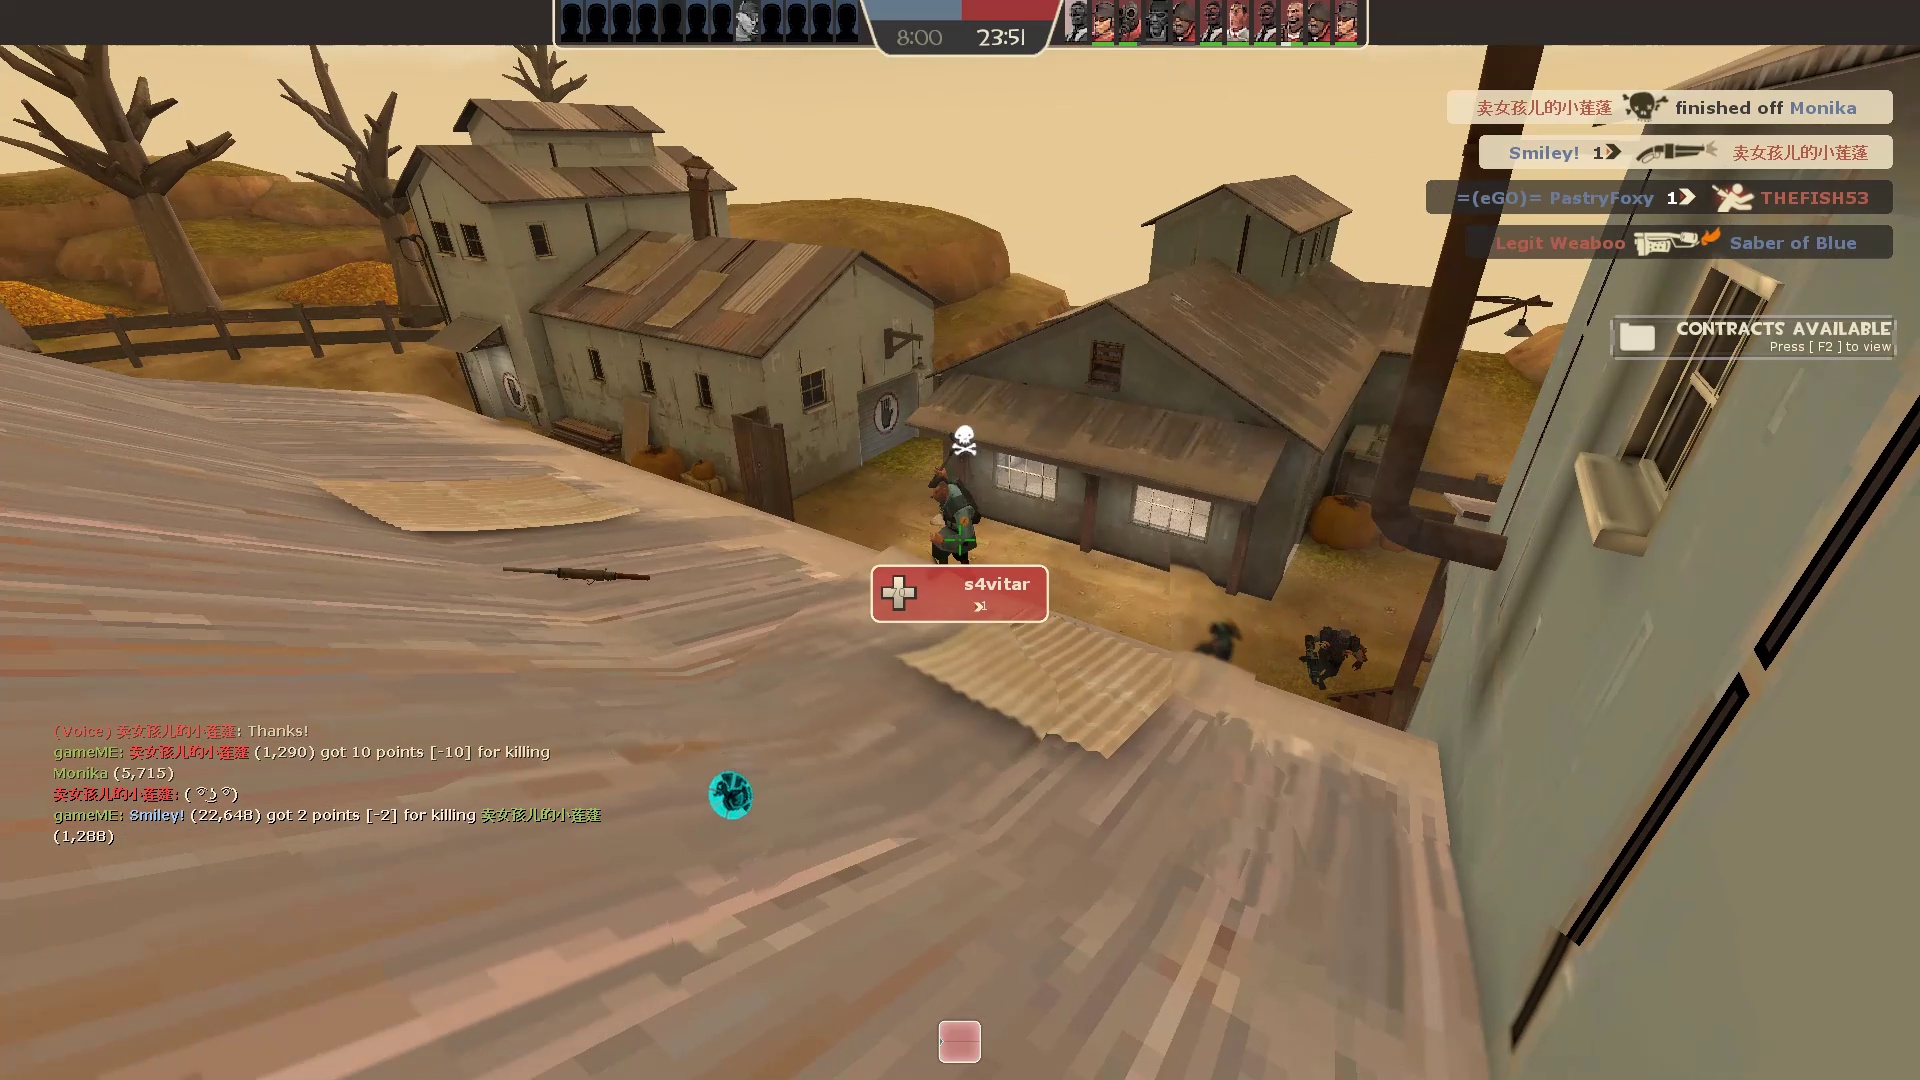 8:00 23:51
卖女孩儿的小莲蓬 finished off Monika
Smiley! 1 卖女孩儿的小莲蓬
=(eGO)= PastryFoxy 1 THEFISH53
Legit Weaboo Saber of Blue
CONTRACTS AVAILABLE
Press [ F2 ] to view
70 s4vitar
1
(Voice) 卖女孩儿的小莲蓬: Thanks!
gameME: 卖女孩儿的小莲蓬 (1,290) got 10 points [-10] for killing
Monika (5,715)
卖女孩儿的小莲蓬: ( ͡° ͜ʖ ͡°)
gameME: Smiley! (22,648) got 2 points [-2] for killing 卖女孩儿的小莲蓬
(1,288)